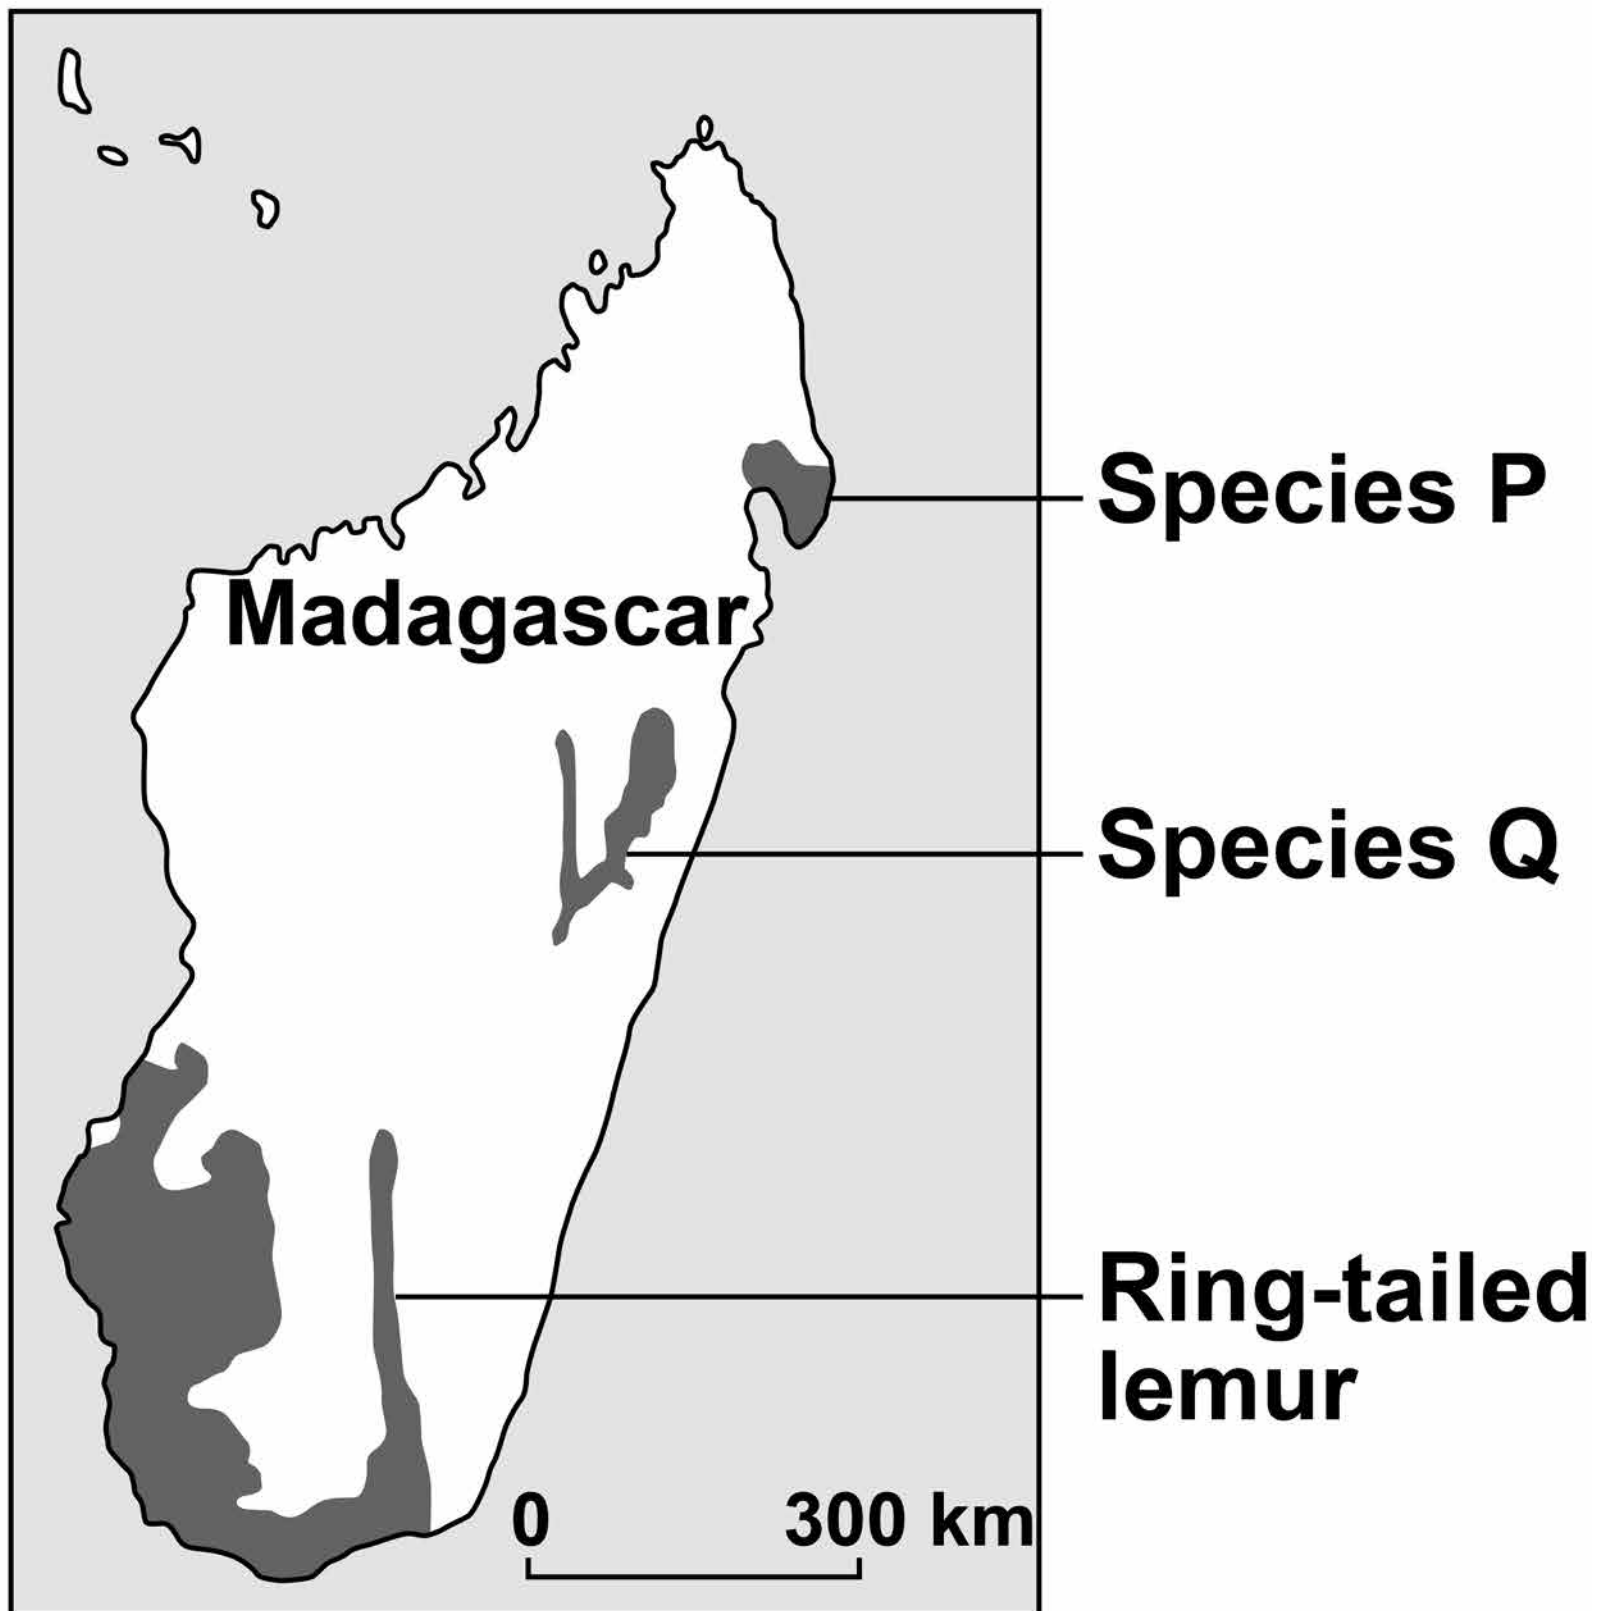 Species P
Madagascar
Species Q
Ring-tailed
lemur
0 300 km